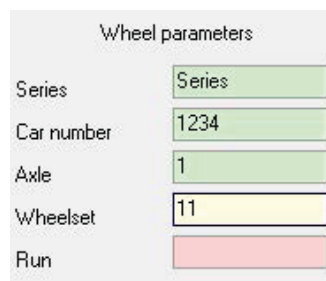 Wheel parameters
Series Series
Car number 1234
Axle 1
Wheelset 11
Run